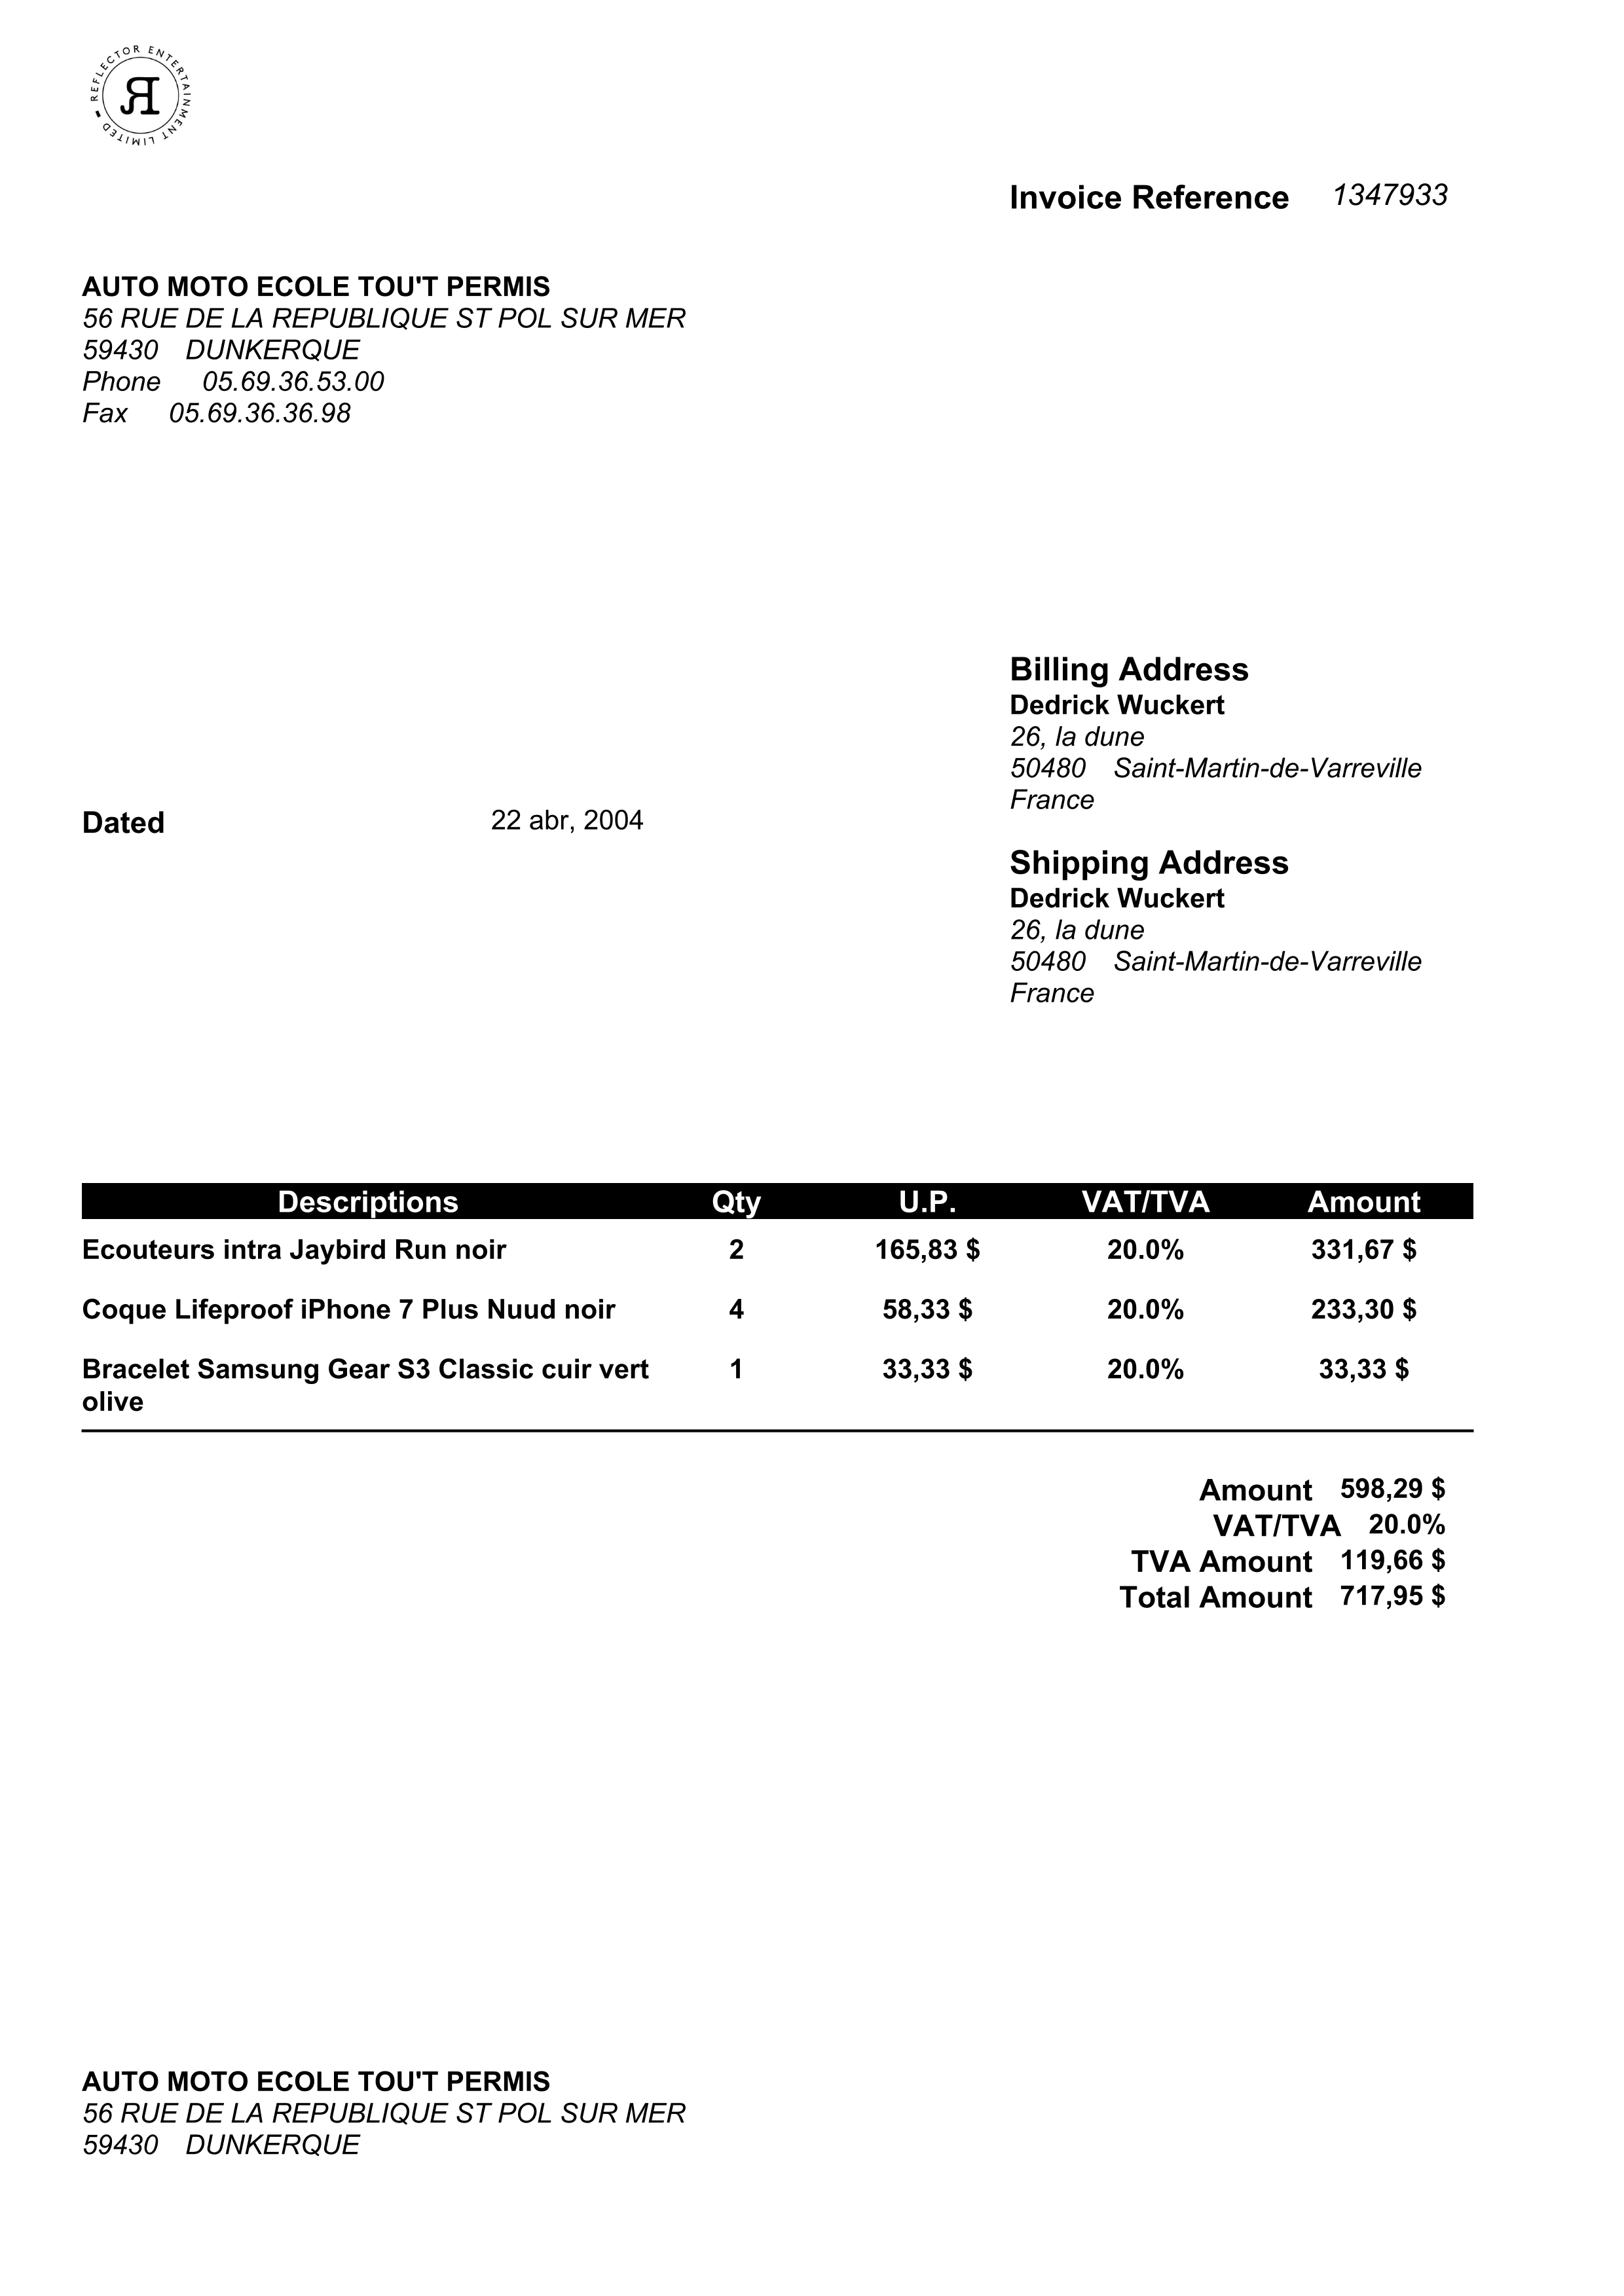 REFLECTOR ENTERTAINMENT LIMITED
R
Invoice Reference 1347933
AUTO MOTO ECOLE TOU'T PERMIS
56 RUE DE LA REPUBLIQUE ST POL SUR MER
59430 DUNKERQUE
Phone 05.69.36.53.00
Fax 05.69.36.36.98
Billing Address
Dedrick Wuckert
26, la dune
50480 Saint-Martin-de-Varreville
France
Dated 22 abr, 2004
Shipping Address
Dedrick Wuckert
26, la dune
50480 Saint-Martin-de-Varreville
France
Descriptions Qty U.P. VAT/TVA Amount
Ecouteurs intra Jaybird Run noir 2 165,83 $ 20.0% 331,67 $
Coque Lifeproof iPhone 7 Plus Nuud noir 4 58,33 $ 20.0% 233,30 $
Bracelet Samsung Gear S3 Classic cuir vert 1 33,33 $ 20.0% 33,33 $
olive
Amount 598,29 $
VAT/TVA 20.0%
TVA Amount 119,66 $
Total Amount 717,95 $
AUTO MOTO ECOLE TOU'T PERMIS
56 RUE DE LA REPUBLIQUE ST POL SUR MER
59430 DUNKERQUE